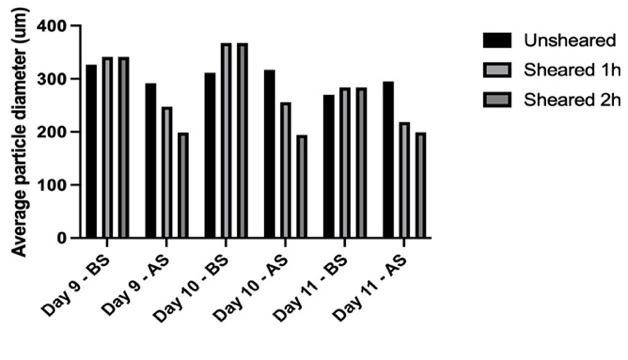 Average particle diameter (um)
400
300
200
100
0
Day 9 - BS
Day 9 - AS
Day 10 - BS
Day 10 - AS
Day 11 - BS
Day 11 - AS
Unsheared
Sheared 1h
Sheared 2h